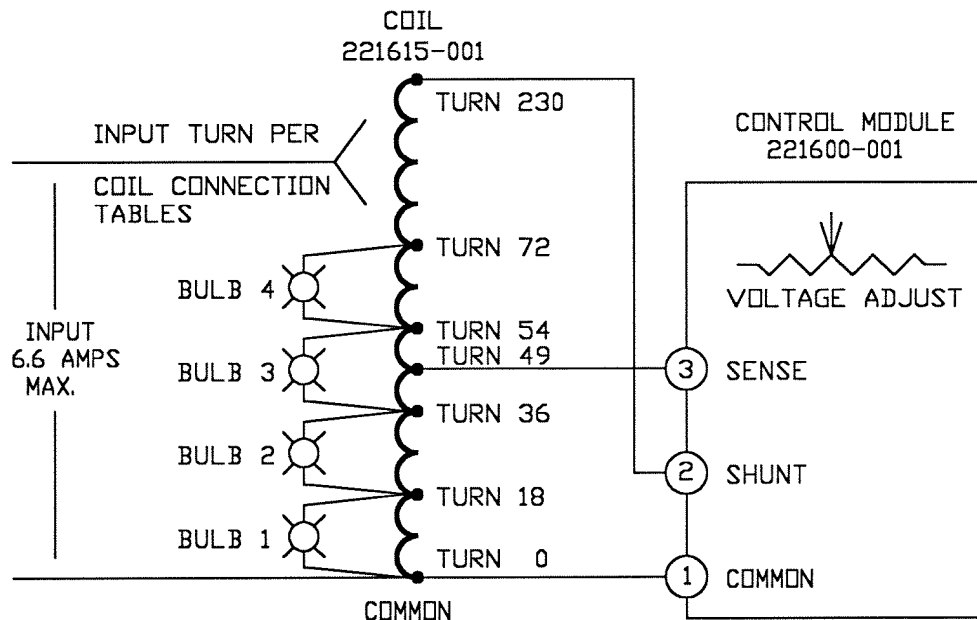 COIL
221615-001
TURN 230
INPUT TURN PER
COIL CONNECTION
TABLES
CONTROL MODULE
221600-001
TURN 72
BULB 4
VOLTAGE ADJUST
TURN 54
INPUT
6.6 AMPS
MAX.
BULB 3
TURN 49
3 SENSE
TURN 36
BULB 2
2 SHUNT
TURN 18
BULB 1
TURN 0
1 COMMON
COMMON